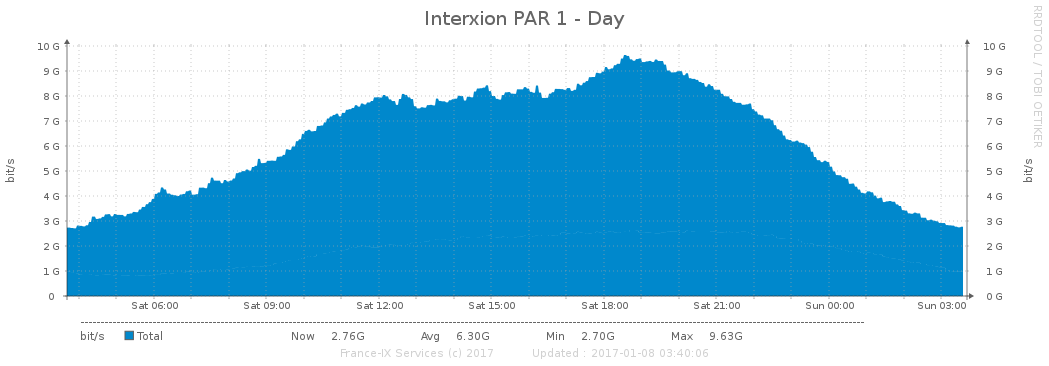 Interxion PAR 1 - Day
RRDTOOL / TOBI OETIKER
bit/s
bit/s
10 G 10 G
9 G 9 G
8 G 8 G
7 G 7 G
6 G 6 G
5 G 5 G
4 G 4 G
3 G 3 G
2 G 2 G
1 G 1 G
0 0 G
Sat 06:00 Sat 09:00 Sat 12:00 Sat 15:00 Sat 18:00 Sat 21:00 Sun 00:00 Sun 03:00
bit/s Total Now 2.76G Avg 6.30G Min 2.70G Max 9.63G
France-IX Services (c) 2017 Updated : 2017-01-08 03:40:06